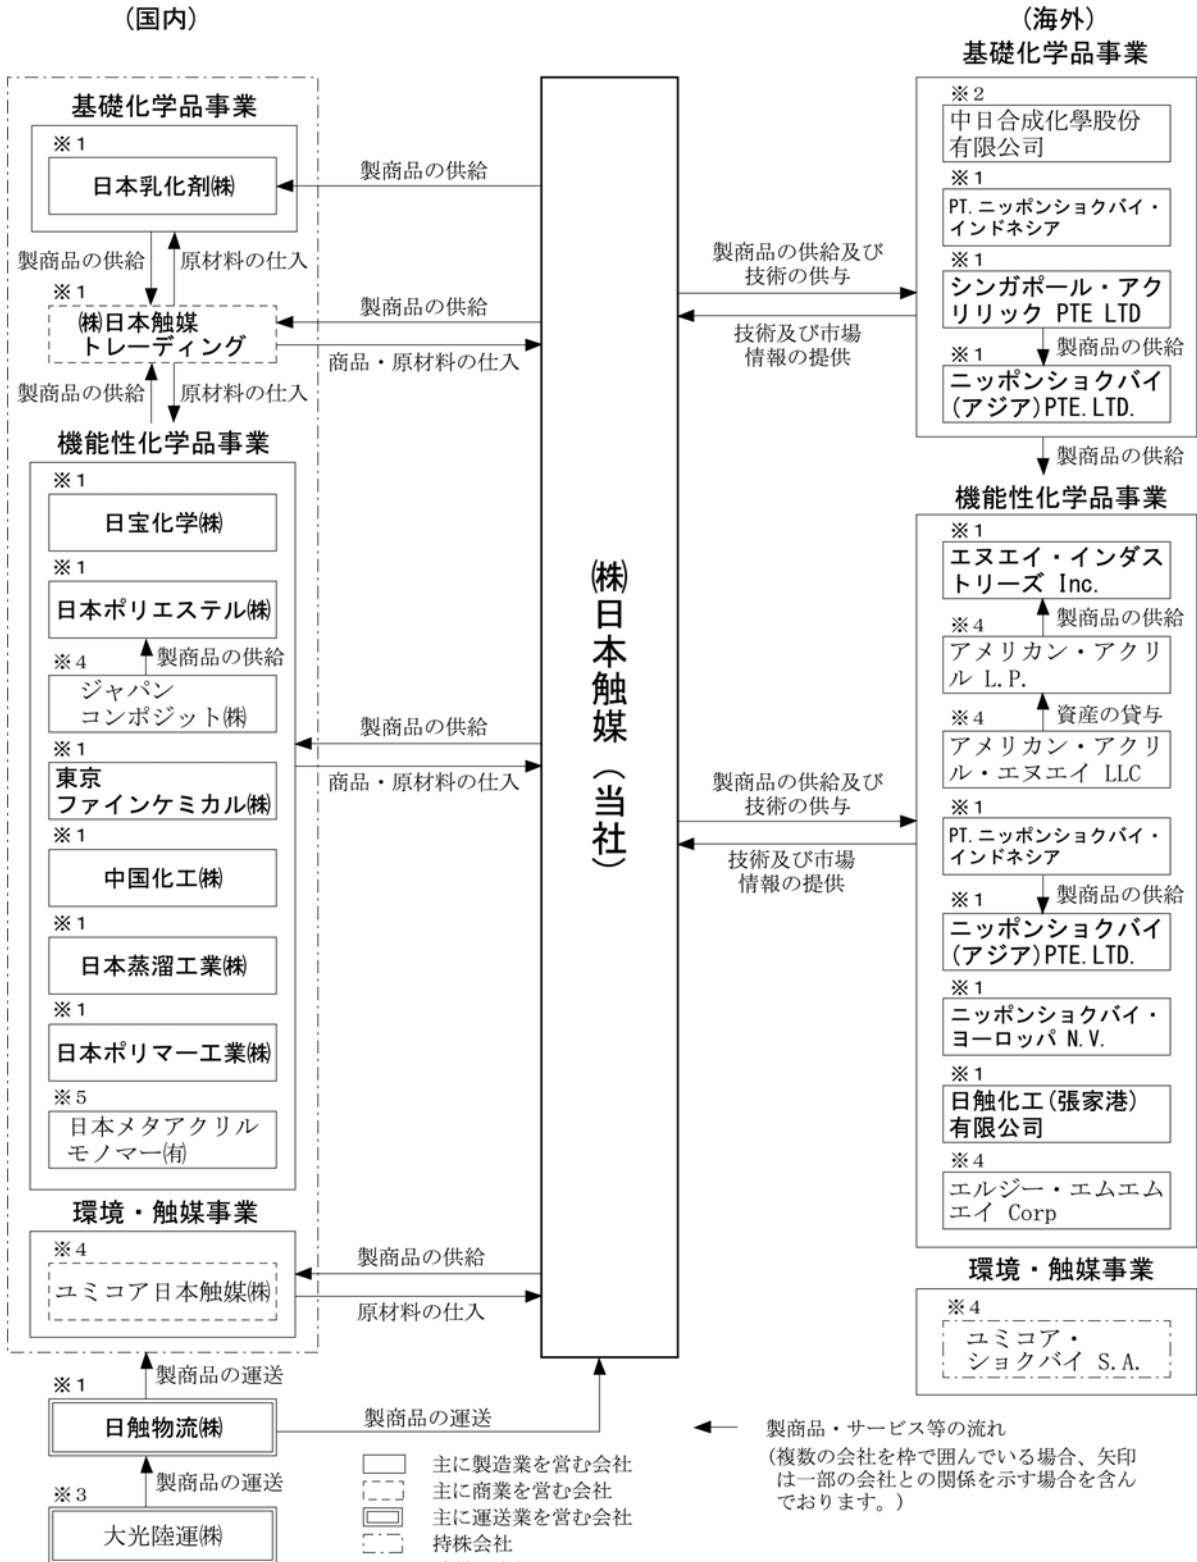 (国内)
基礎化学品事業
※1
日本乳化剤㈱
製商品の供給
製商品の供給
原材料の仕入
※1
㈱日本触媒
トレーディング
製商品の供給
商品・原材料の仕入
製商品の供給
原材料の仕入
機能性化学品事業
※1
日宝化学㈱
※1
日本ポリエステル㈱
製商品の供給
※4
ジャパン
コンポジット㈱
※1
東京
ファインケミカル㈱
製商品の供給
商品・原材料の仕入
※1
中国化工㈱
※1
日本蒸溜工業㈱
※1
日本ポリマー工業㈱
※5
日本メタアクリル
モノマー㈲
環境・触媒事業
※4
ユミコア日本触媒㈱
製商品の供給
原材料の仕入
製商品の運送
※1
日触物流㈱
製商品の運送
製商品の運送
※3
大光陸運㈱
㈱日本触媒（当社）
(海外)
基礎化学品事業
※2
中日合成化學股份
有限公司
※1
PT.ニッポンショクバイ・
インドネシア
※1
シンガポール・アク
リリック PTE LTD
製商品の供給
※1
ニッポンショクバイ
(アジア)PTE.LTD.
製商品の供給及び
技術の供与
技術及び市場
情報の提供
製商品の供給
機能性化学品事業
※1
エヌエイ・インダス
トリーズ Inc.
製商品の供給
※4
アメリカン・アクリ
ル L.P.
資産の貸与
※4
アメリカン・アクリ
ル・エヌエイ LLC
製商品の供給及び
技術の供与
技術及び市場
情報の提供
※1
PT.ニッポンショクバイ・
インドネシア
製商品の供給
※1
ニッポンショクバイ
(アジア)PTE.LTD.
※1
ニッポンショクバイ・
ヨーロッパ N.V.
※1
日触化工(張家港)
有限公司
※4
エルジー・エムエム
エイ Corp
環境・触媒事業
※4
ユミコア・
ショクバイ S.A.
主に製造業を営む会社
主に商業を営む会社
主に運送業を営む会社
持株会社
製商品・サービス等の流れ
(複数の会社を枠で囲んでいる場合、矢印
は一部の会社との関係を示す場合を含ん
でおります。)